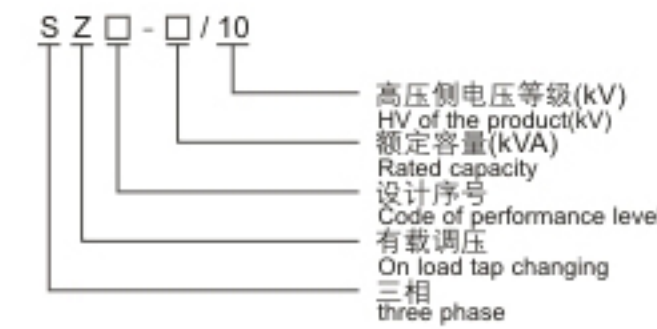 S Z □ - □ / 10
高压侧电压等级(kV)
HV of the product(kV)
额定容量(kVA)
Rated capacity
设计序号
Code of performance level
有载调压
On load tap changing
三相
three phase